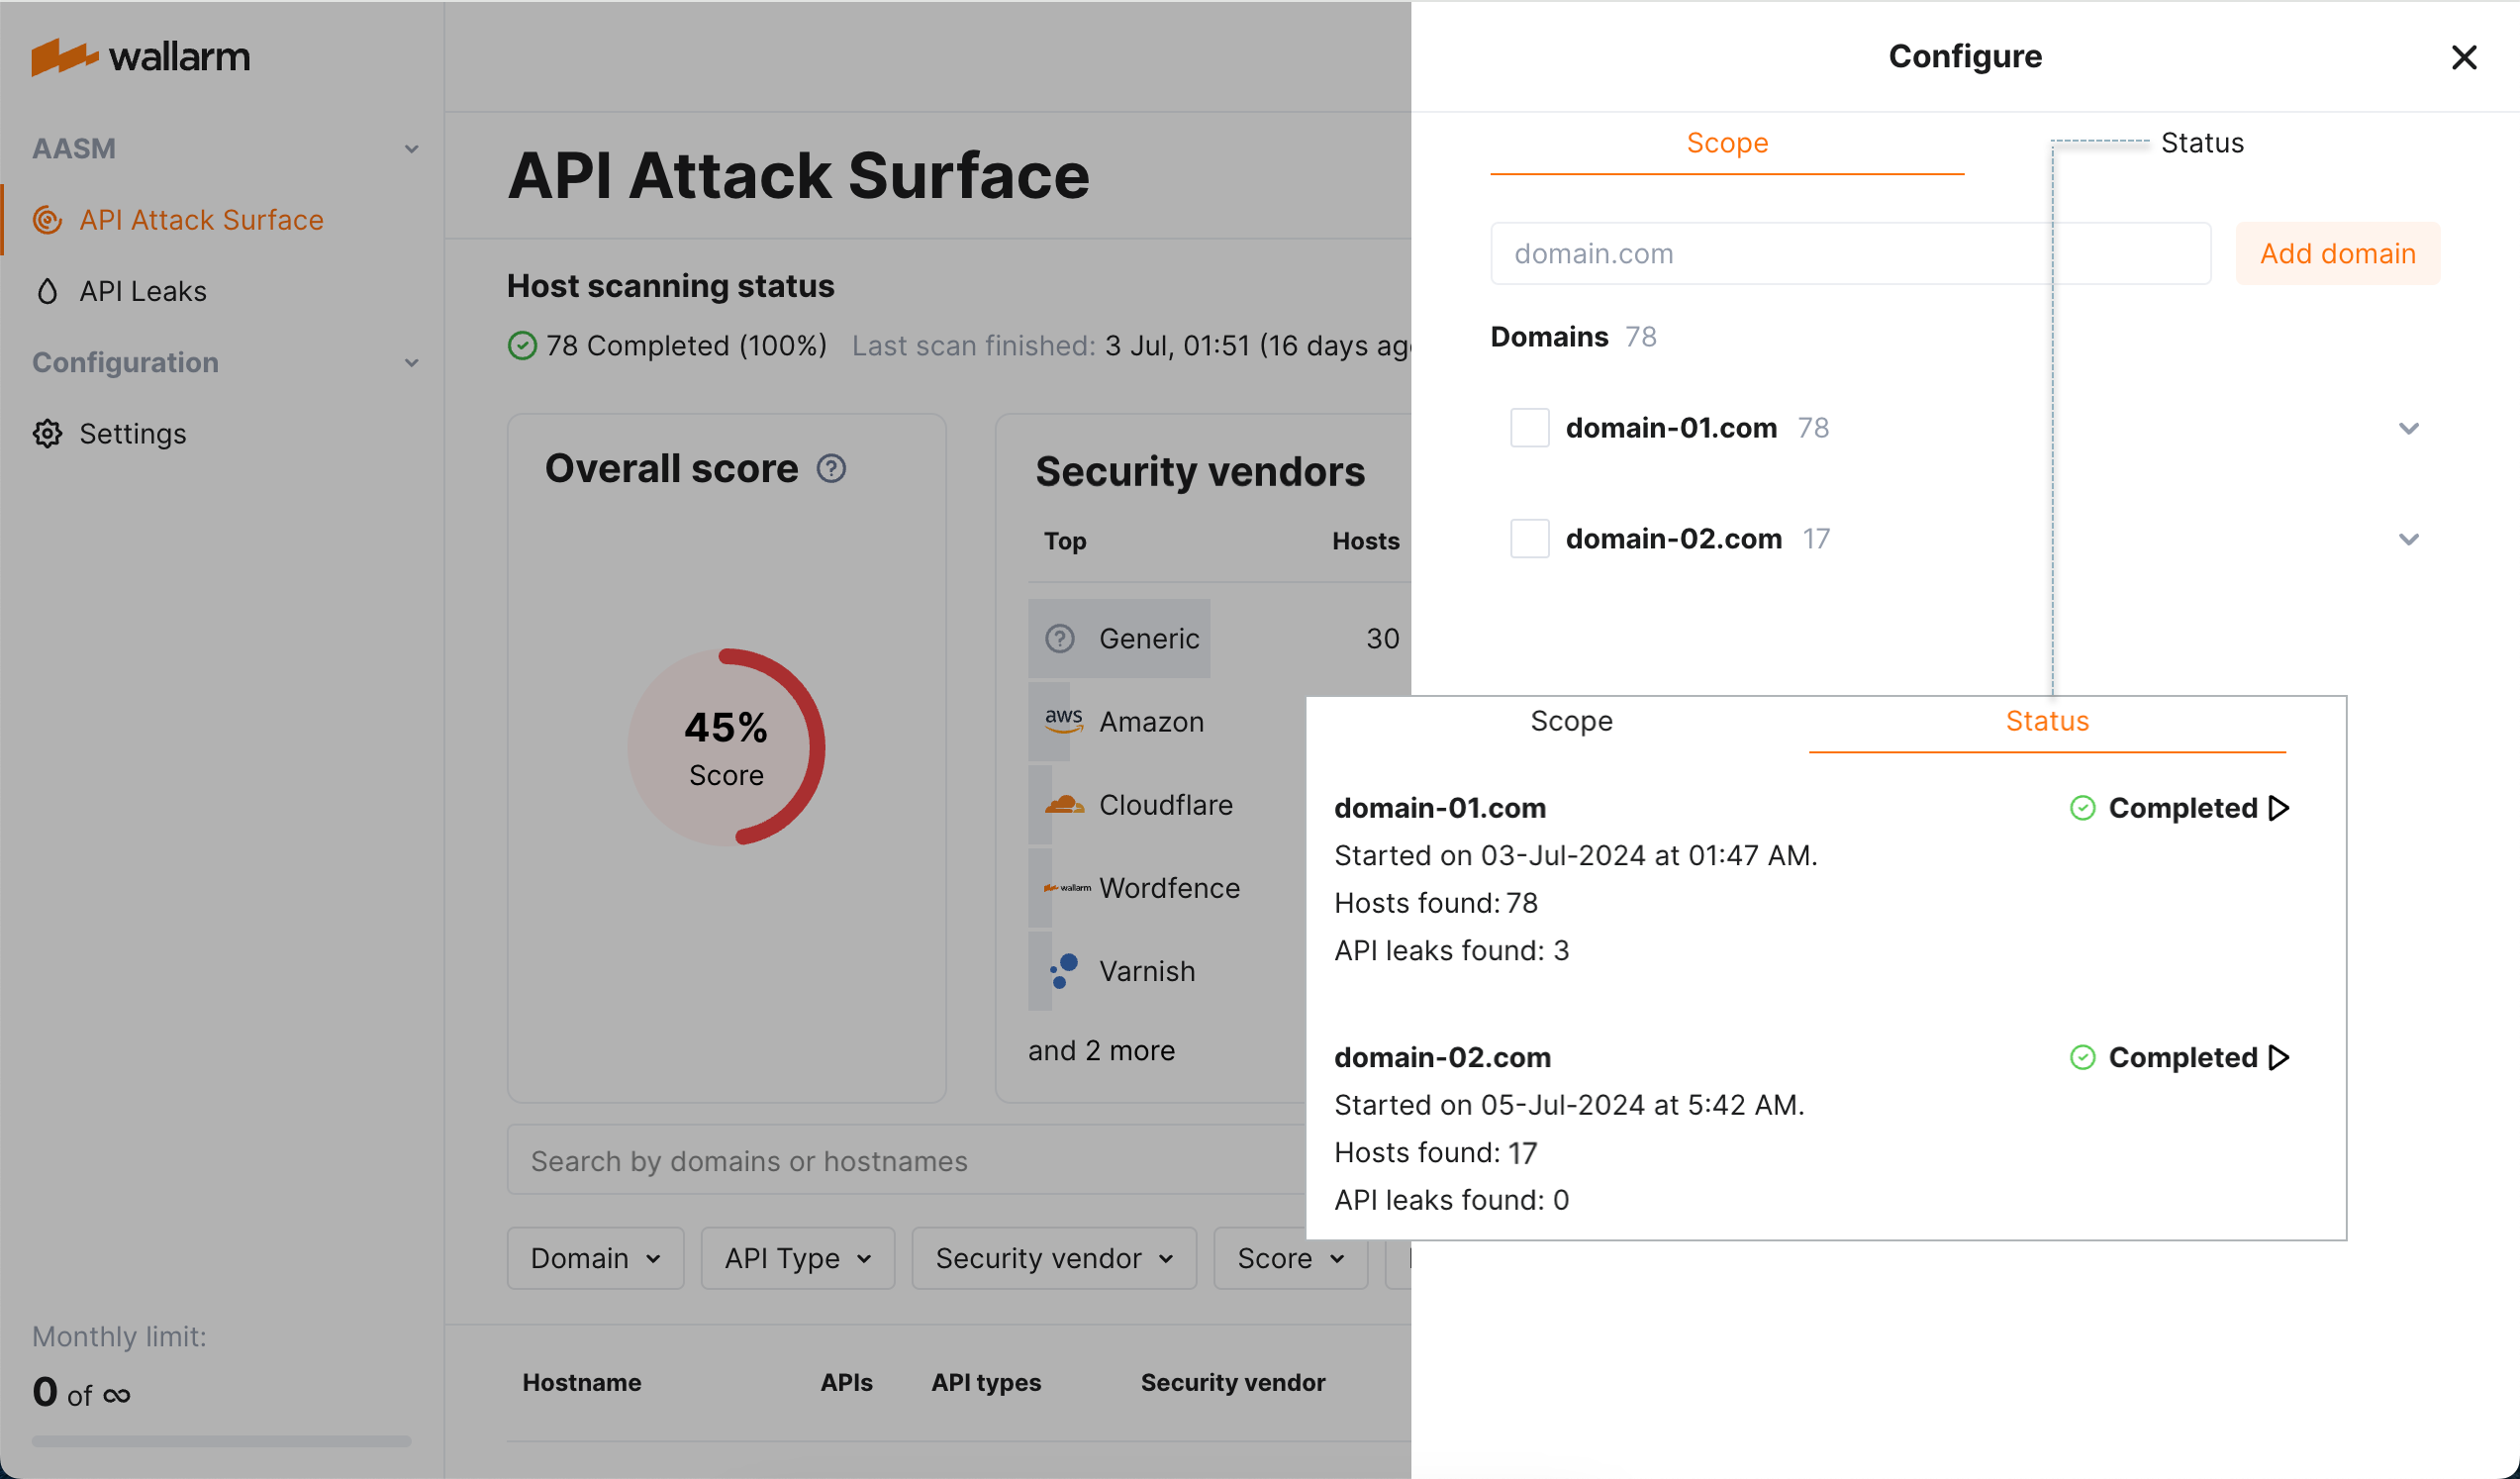 wallarm
AASM
API Attack Surface
API Leaks
Configuration
Settings
Monthly limit:
0 of ∞
API Attack Surface
Host scanning status
78 Completed (100%) Last scan finished: 3 Jul, 01:51 (16 days ag
Overall score
45%
Score
Security vendors
Top Hosts
Generic 30
aws Amazon
Cloudflare
wallarm Wordfence
Varnish
and 2 more
Search by domains or hostnames
Domain API Type Security vendor Score
Hostname APIs API types Security vendor
Configure
Scope Status
domain.com Add domain
Domains 78
domain-01.com 78
domain-02.com 17
Scope Status
domain-01.com Completed
Started on 03-Jul-2024 at 01:47 AM.
Hosts found: 78
API leaks found: 3
domain-02.com Completed
Started on 05-Jul-2024 at 5:42 AM.
Hosts found: 17
API leaks found: 0